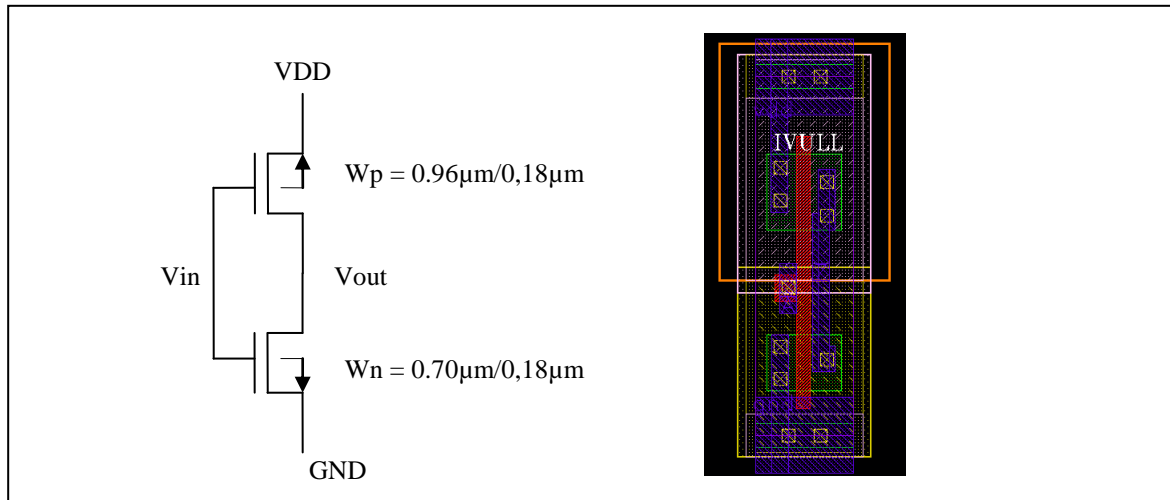 VDD
IVULL
Wp = 0.96µm/0,18µm
Vin
Vout
Wn = 0.70µm/0,18µm
GND